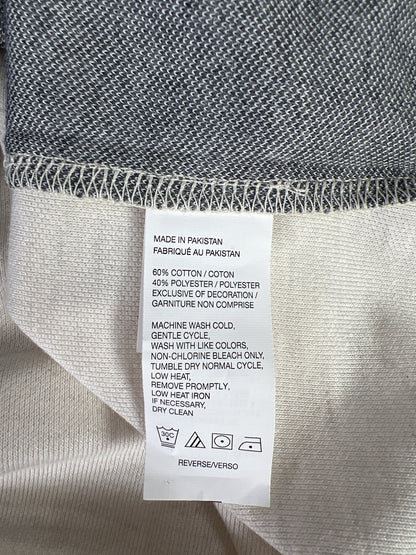 MADE IN PAKISTAN
FABRIQUÉ AU PAKISTAN
60% COTTON / COTON
40% POLYESTER / POLYESTER
EXCLUSIVE OF DECORATION /
GARNITURE NON COMPRISE
MACHINE WASH COLD,
GENTLE CYCLE,
WASH WITH LIKE COLORS,
NON-CHLORINE BLEACH ONLY,
TUMBLE DRY NORMAL CYCLE,
LOW HEAT,
REMOVE PROMPTLY,
LOW HEAT IRON
IF NECESSARY,
DRY CLEAN
30C
REVERSE/VERSO